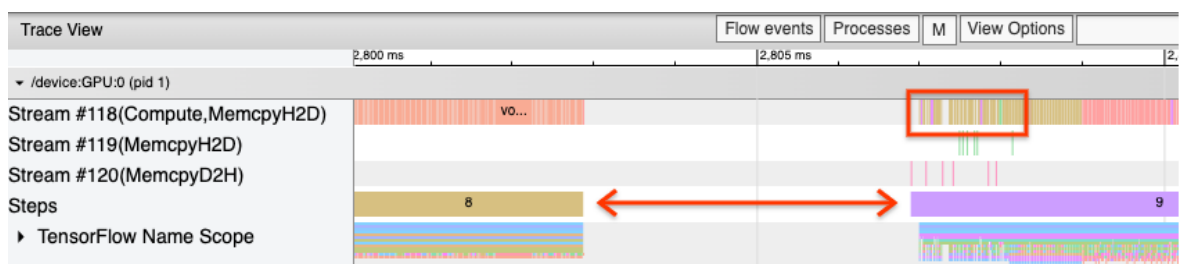 Trace View Flow events Processes M View Options
2,800 ms 2,805 ms 2,
/device:GPU:0 (pid 1)
Stream #118(Compute,MemcpyH2D) vo...
Stream #119(MemcpyH2D)
Stream #120(MemcpyD2H)
Steps 8 9
TensorFlow Name Scope